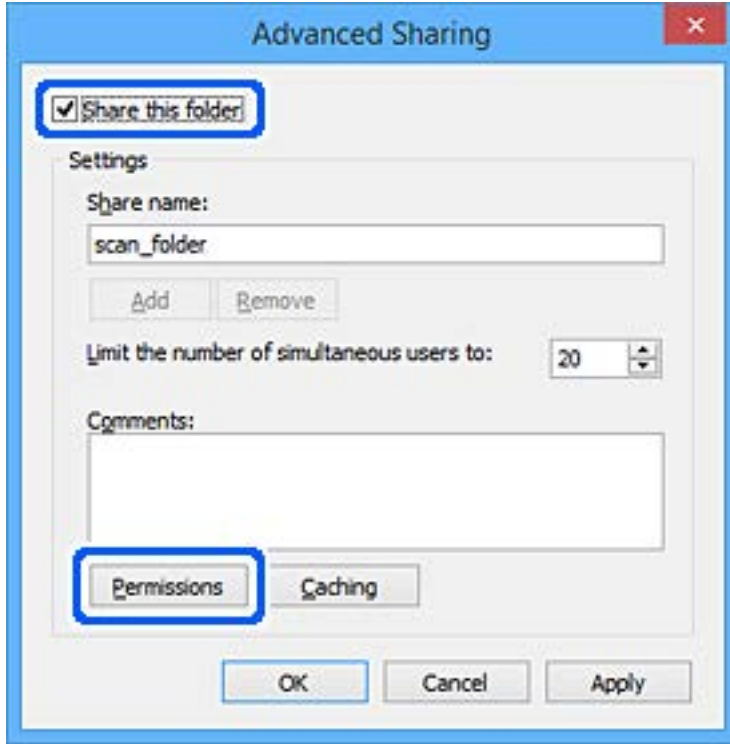 Advanced Sharing
Share this folder
Settings
Share name:
scan_folder
Add Remove
Limit the number of simultaneous users to: 20
Comments:
Permissions Caching
OK Cancel Apply